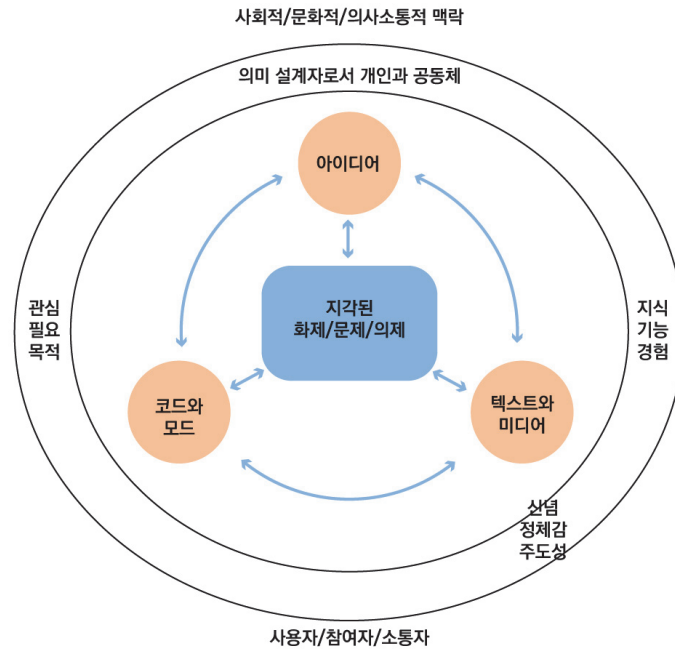 사회적/문화적/의사소통적 맥락
의미 설계자로서 개인과 공동체
아이디어
지각된
화제/문제/의제
관심
필요
목적
지식
기능
경험
코드와
모드
텍스트와
미디어
신념
정체감
주도성
사용자/참여자/소통자